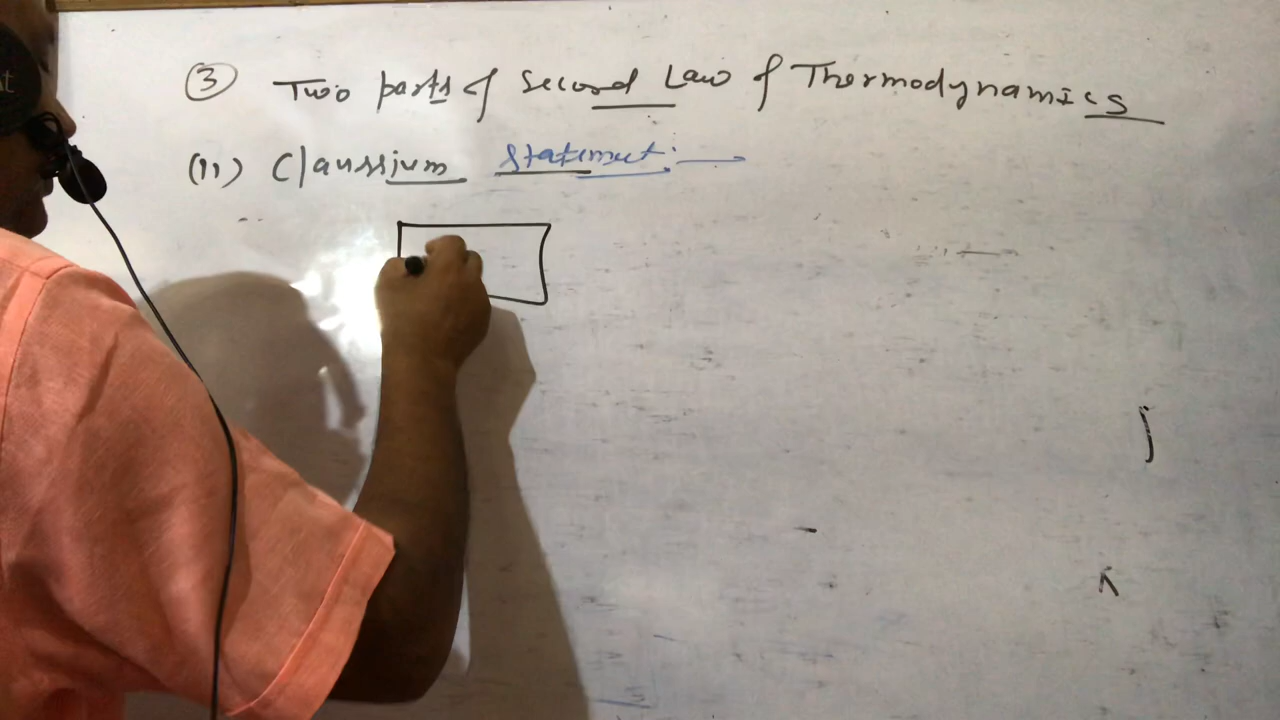 ③ Two parts of Second Law of Thermodynamics
(ii) Claussium Statement: